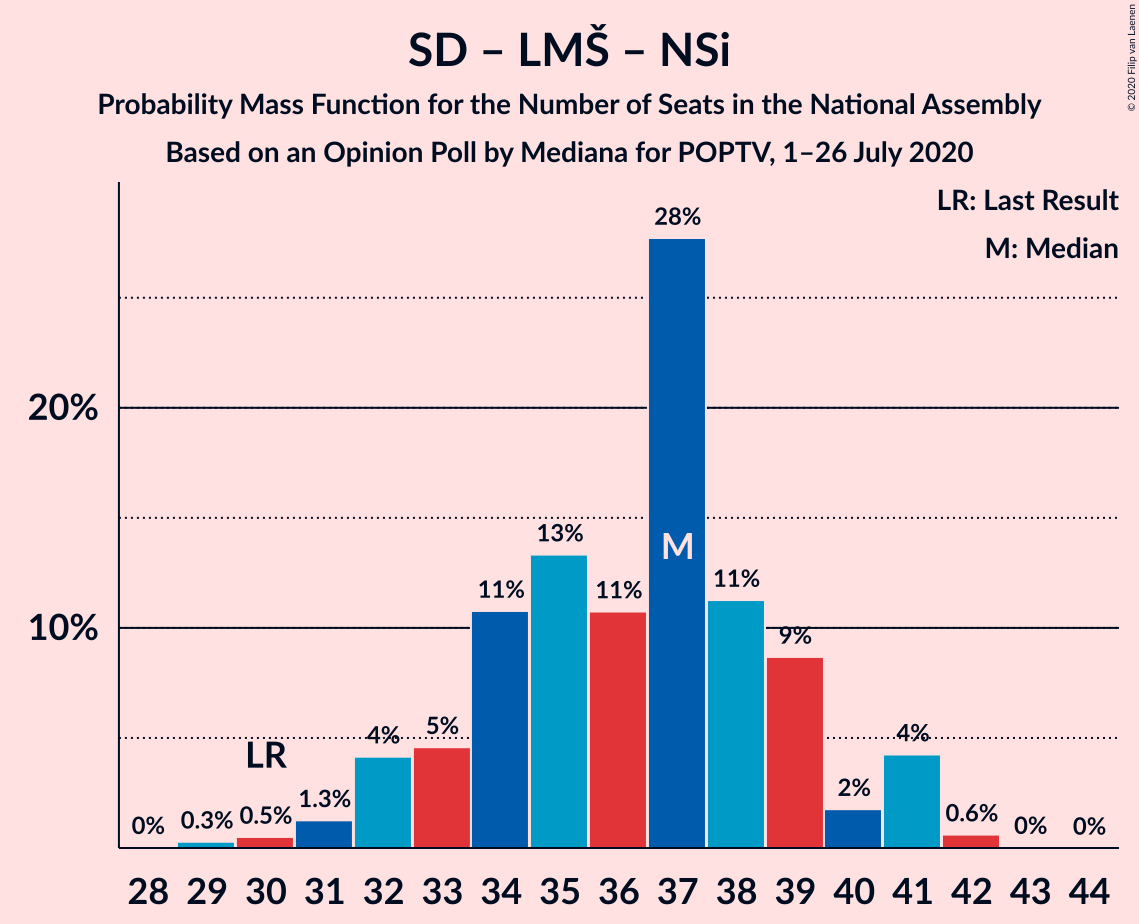 SD – LMŠ – NSi
Probability Mass Function for the Number of Seats in the National Assembly
Based on an Opinion Poll by Mediana for POPTV, 1–26 July 2020
© 2020 Filip van Laenen
LR: Last Result
M: Median
28%
20%
13%
M
11%
11%
11%
10%
9%
5%
4%
4%
LR
2%
1.3%
0.6%
0.5%
0.3%
0%
0%
0%
28 29 30 31 32 33 34 35 36 37 38 39 40 41 42 43 44